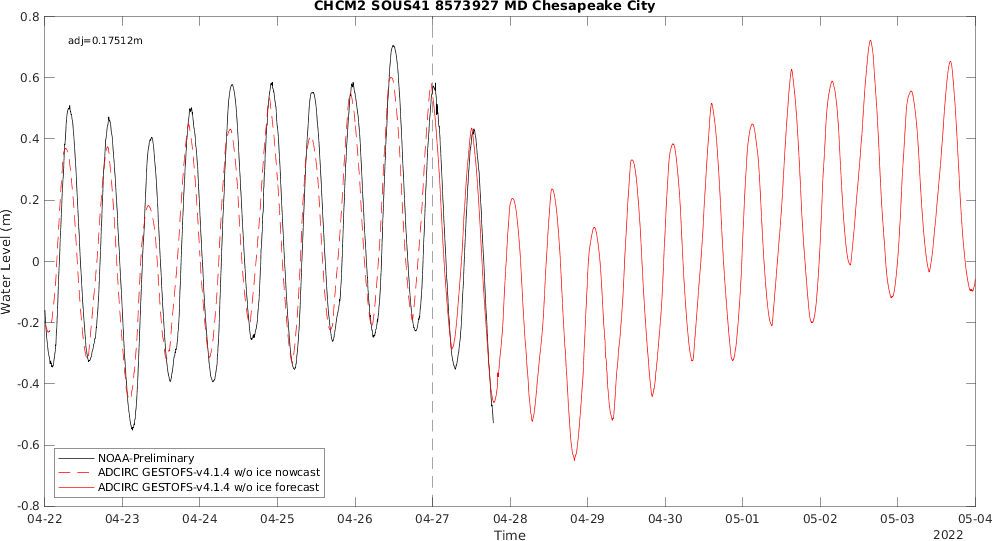 CHCM2 SOUS41 8573927 MD Chesapeake City
adj=0.17512m
0.8
0.6
0.4
0.2
0
-0.2
-0.4
-0.6
-0.8
Water Level (m)
NOAA-Preliminary
ADCIRC GESTOFS-v4.1.4 w/o ice nowcast
ADCIRC GESTOFS-v4.1.4 w/o ice forecast
04-22 04-23 04-24 04-25 04-26 04-27 04-28 04-29 04-30 05-01 05-02 05-03 05-04
Time
2022